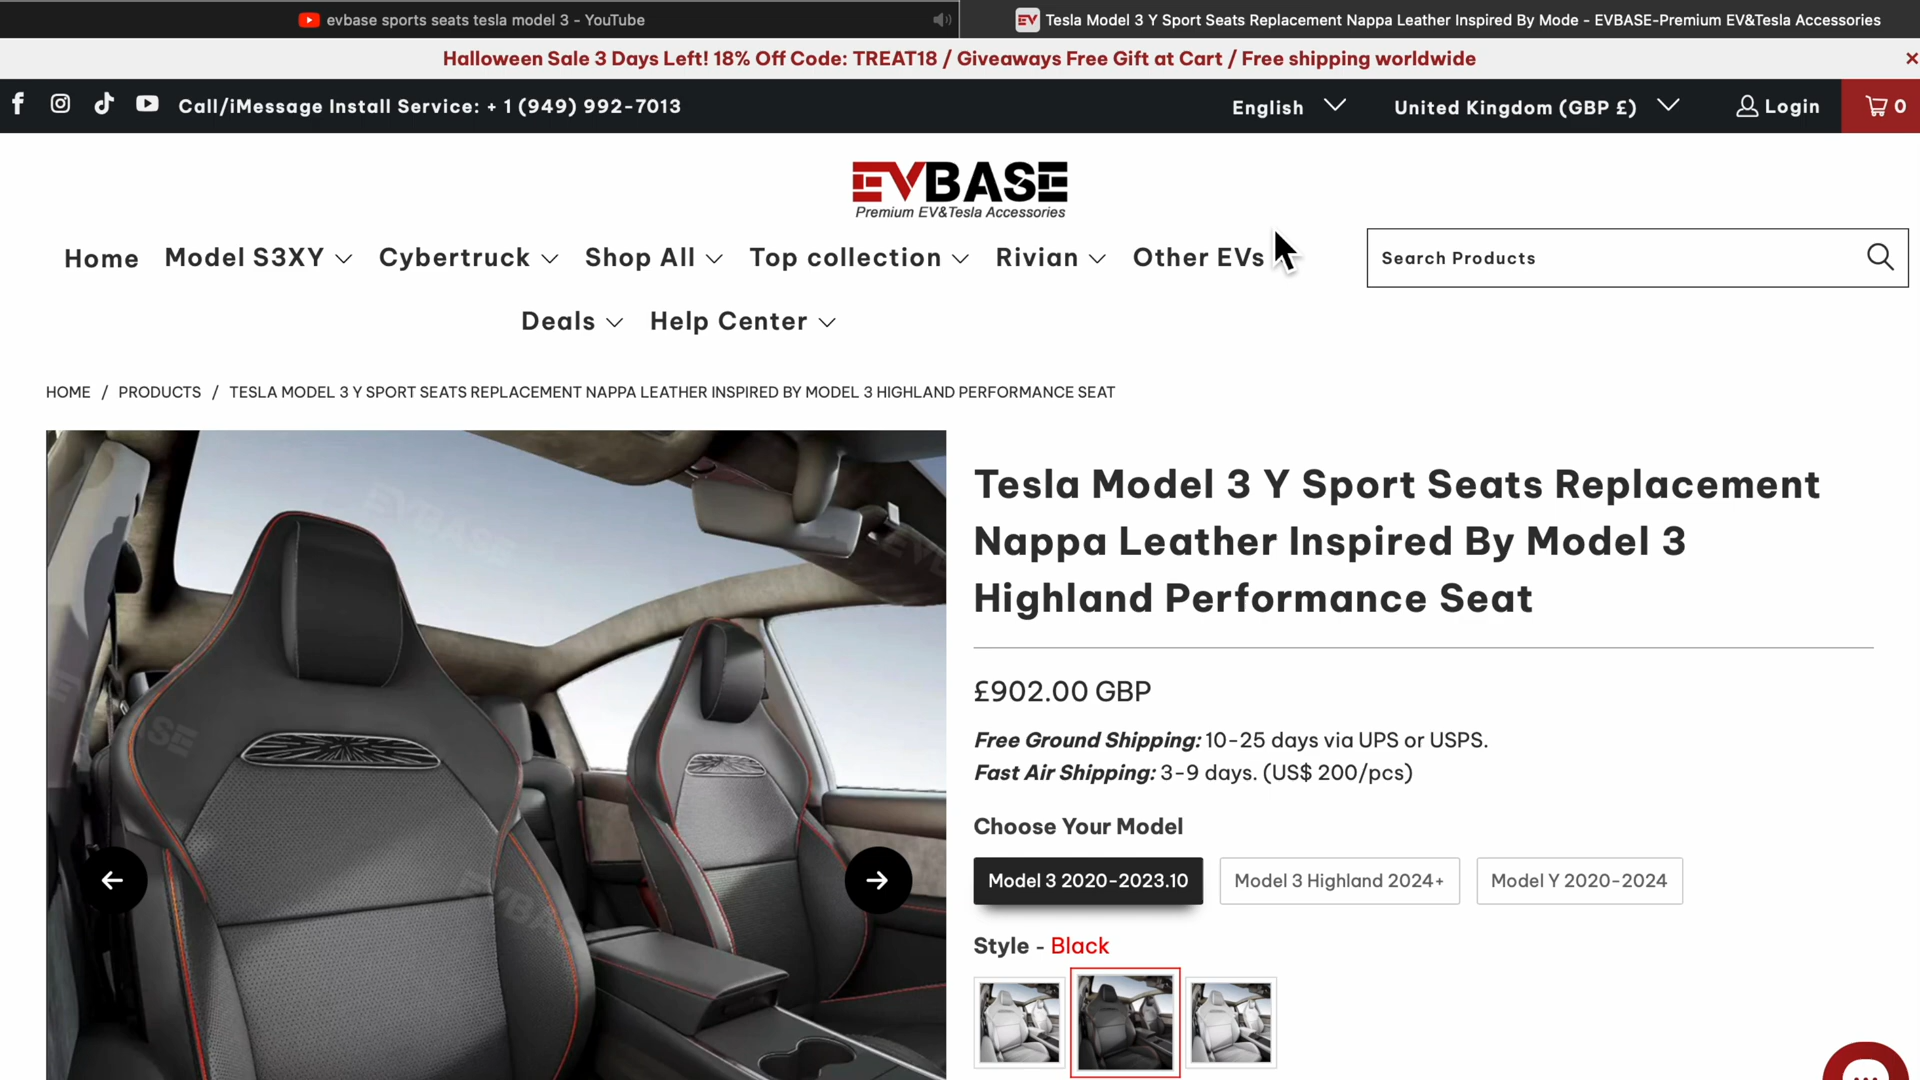 evbase sports seats tesla model 3 - YouTube
EV Tesla Model 3 Y Sport Seats Replacement Nappa Leather Inspired By Mode - EVBASE-Premium EV&Tesla Accessories
Halloween Sale 3 Days Left! 18% Off Code: TREAT18 / Giveaways Free Gift at Cart / Free shipping worldwide
Call/iMessage Install Service: + 1 (949) 992-7013
English
United Kingdom (GBP £)
Login
0
EVBASE
Premium EV&Tesla Accessories
Home Model S3XY Cybertruck Shop All Top collection Rivian Other EVs
Search Products
Deals Help Center
HOME / PRODUCTS / TESLA MODEL 3 Y SPORT SEATS REPLACEMENT NAPPA LEATHER INSPIRED BY MODEL 3 HIGHLAND PERFORMANCE SEAT
Tesla Model 3 Y Sport Seats Replacement
Nappa Leather Inspired By Model 3
Highland Performance Seat
£902.00 GBP
Free Ground Shipping: 10-25 days via UPS or USPS.
Fast Air Shipping: 3-9 days. (US$ 200/pcs)
Choose Your Model
Model 3 2020-2023.10
Model 3 Highland 2024+
Model Y 2020-2024
Style - Black
EVBASE